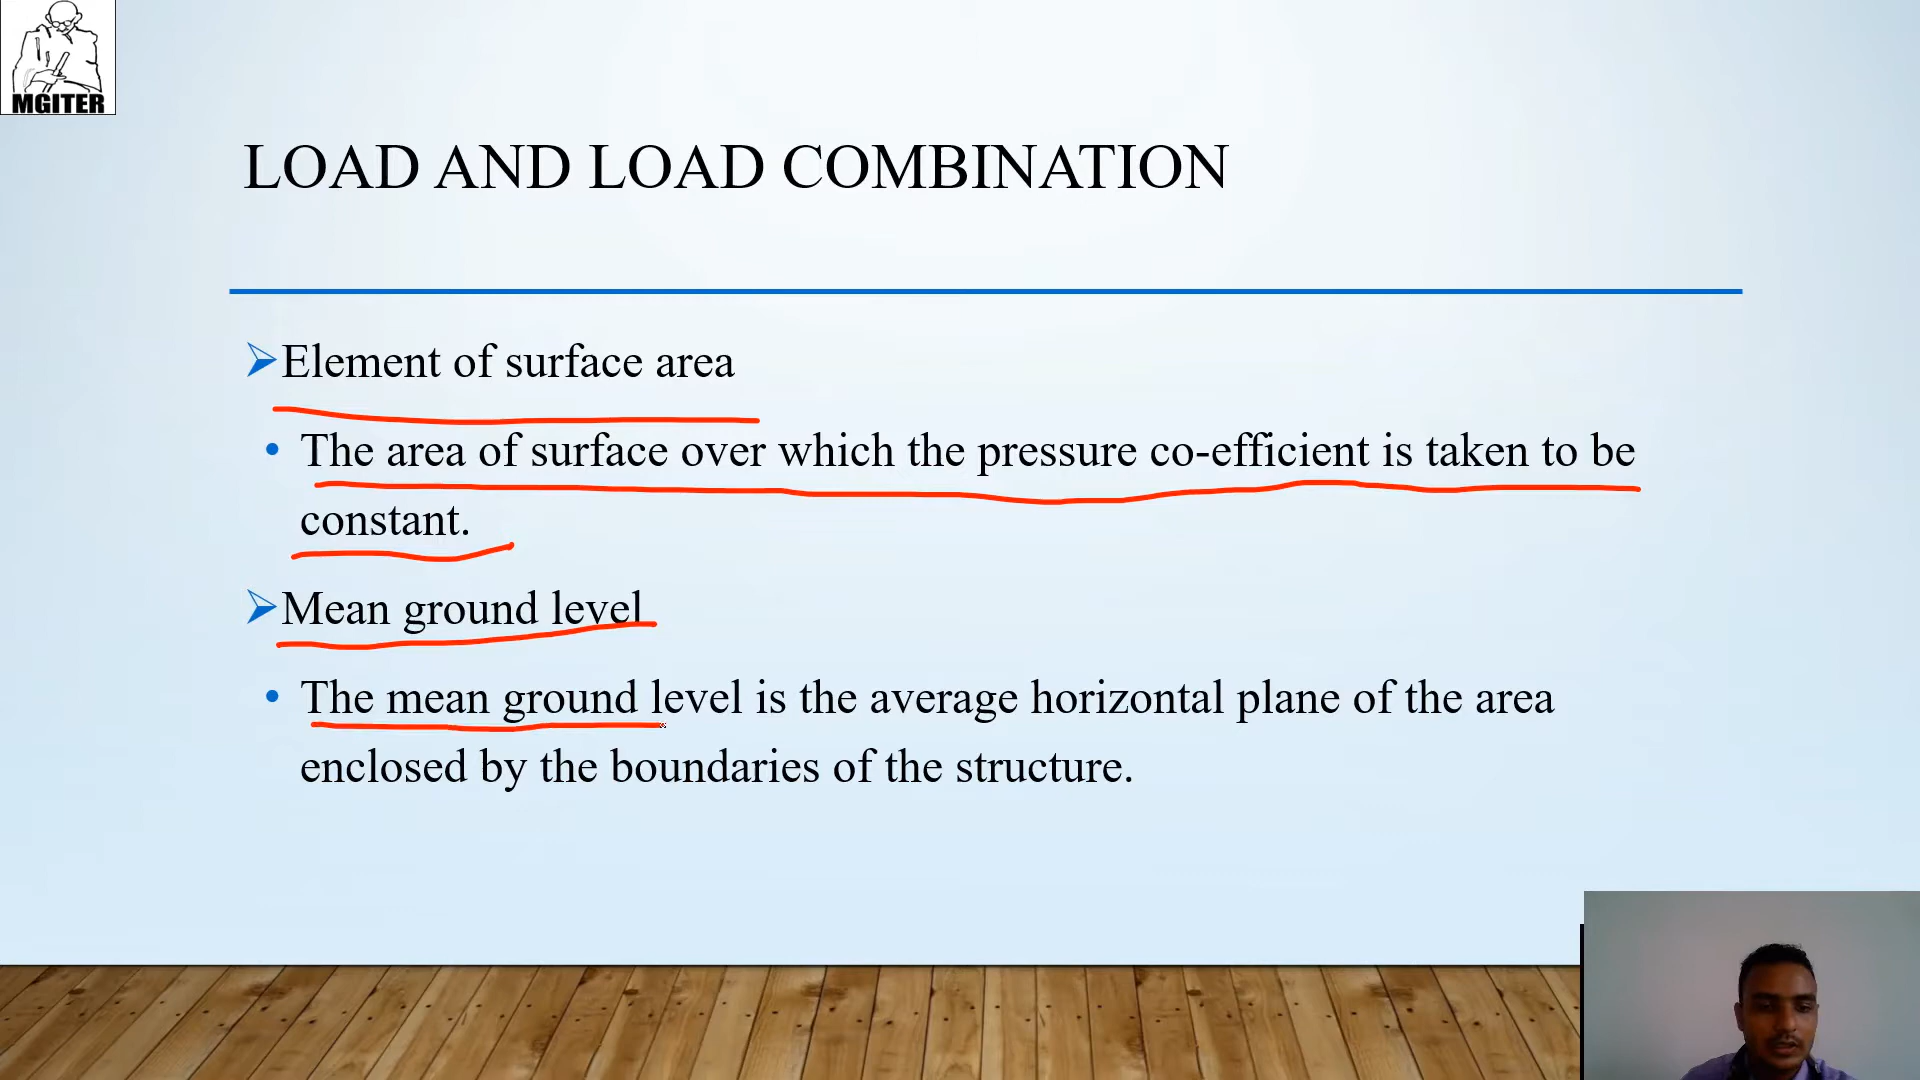 MGITER
LOAD AND LOAD COMBINATION
Element of surface area
The area of surface over which the pressure co-efficient is taken to be
constant.
Mean ground level
The mean ground level is the average horizontal plane of the area
enclosed by the boundaries of the structure.